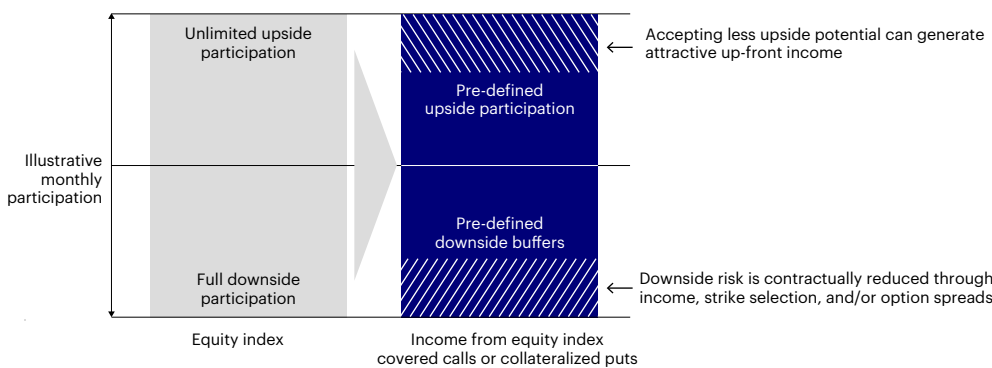 Unlimited upside
participation
Accepting less upside potential can generate
attractive up-front income
Pre-defined
upside participation
Illustrative
monthly
participation
Pre-defined
downside buffers
Full downside
participation
Downside risk is contractually reduced through
income, strike selection, and/or option spreads
Equity index
Income from equity index
covered calls or collateralized puts